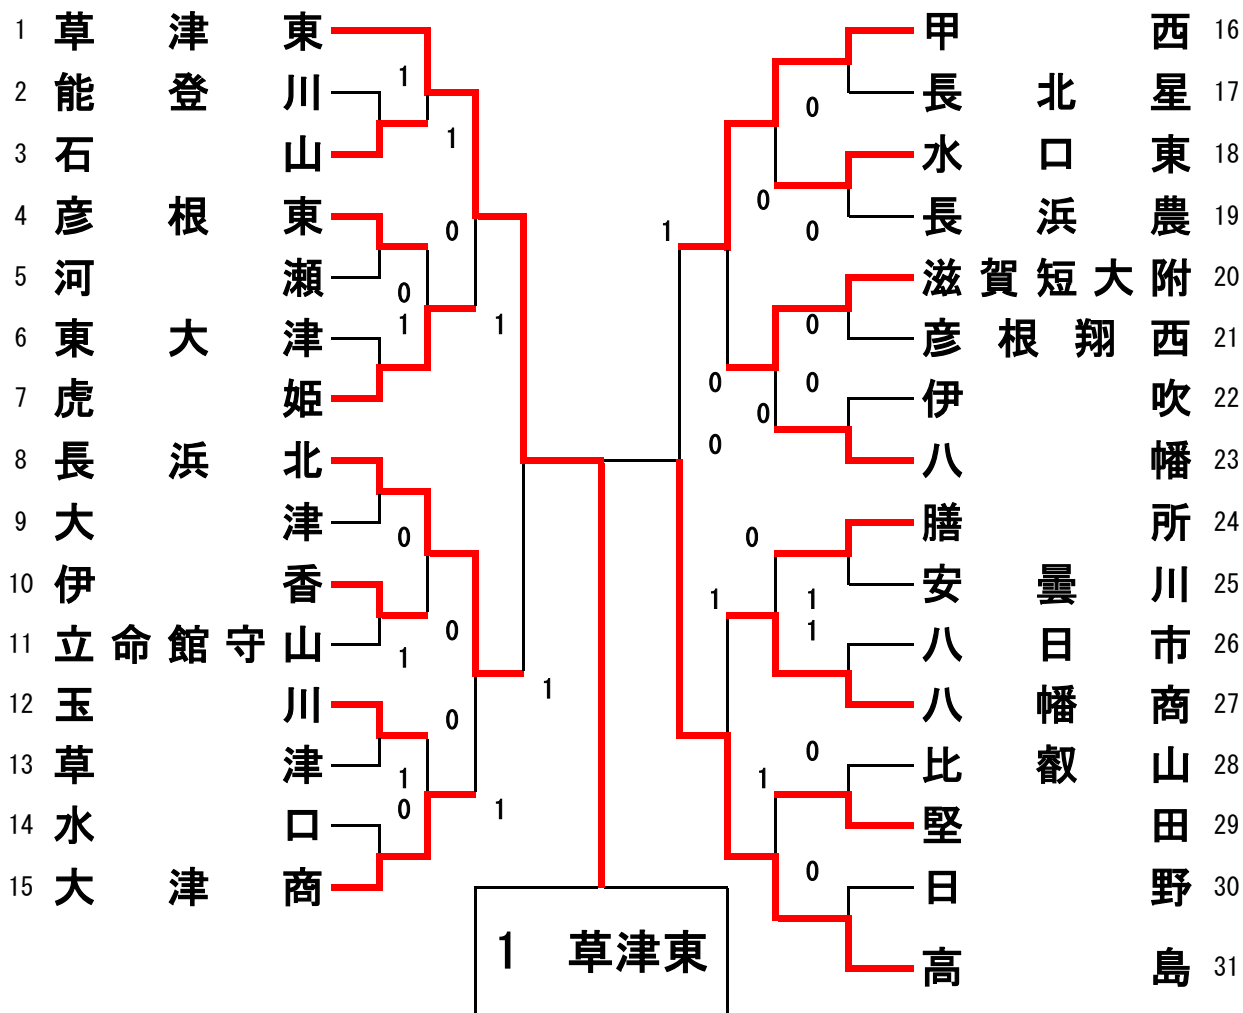 1 草津東
2 能登川
3 石山
4 彦根東
5 河瀬
6 東大津
7 虎姫
8 長浜北
9 大津
10 伊香
11 立命館守山
12 玉川
13 草津
14 水口
15 大津商
1
1
0
0
1
1
0
0
1
1
0
1
0
1
甲西 16
長北星 17
水口東 18
長浜農 19
滋賀短大附 20
彦根翔西 21
伊吹 22
八幡 23
膳所 24
安曇川 25
八日市 26
八幡商 27
比叡山 28
堅田 29
日野 30
高島 31
0
0
1
0
0
0
0
0
0
0
1
1
1
0
1
0
1 草津東